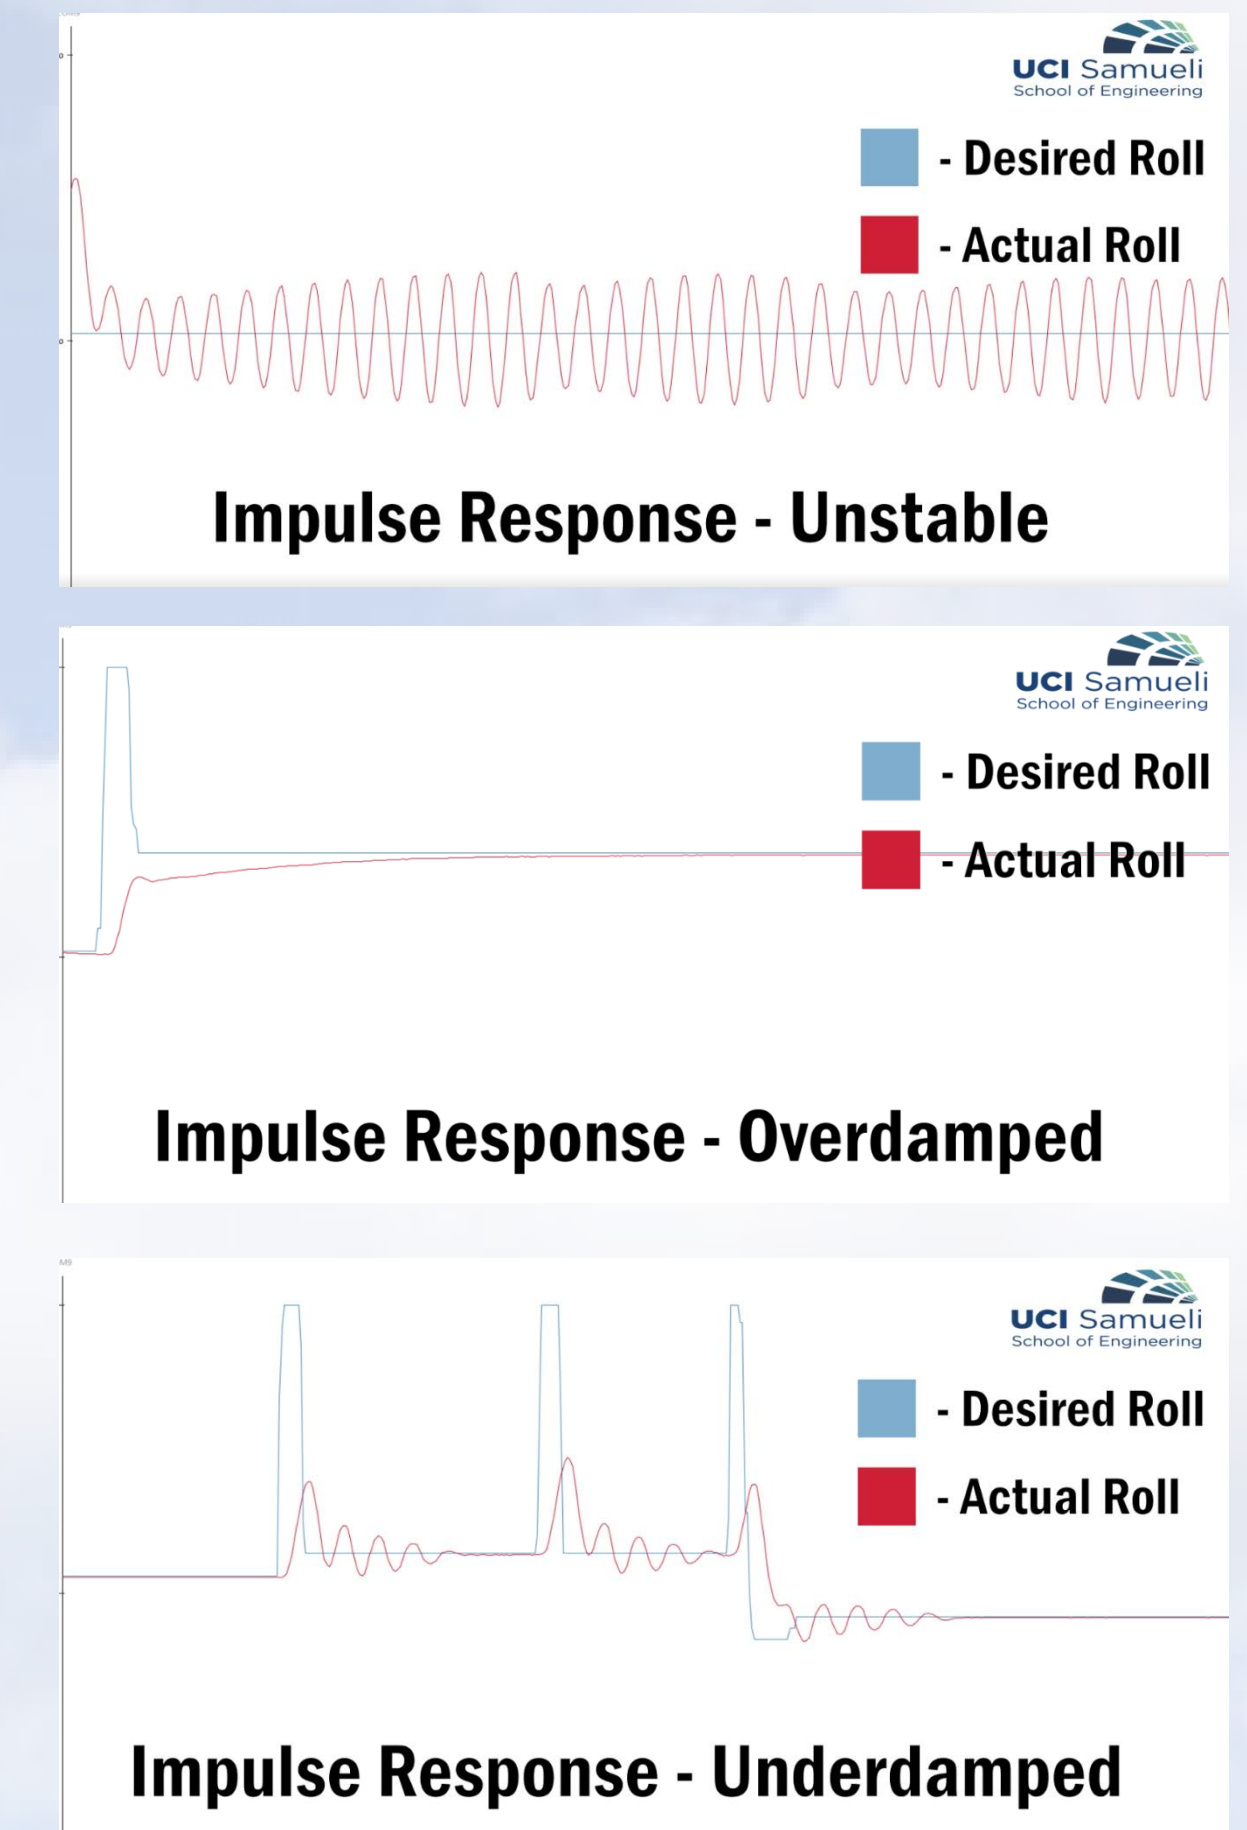 UCI Samueli
School of Engineering
- Desired Roll
- Actual Roll
Impulse Response - Unstable
UCI Samueli
School of Engineering
- Desired Roll
- Actual Roll
Impulse Response - Overdamped
UCI Samueli
School of Engineering
- Desired Roll
- Actual Roll
Impulse Response - Underdamped